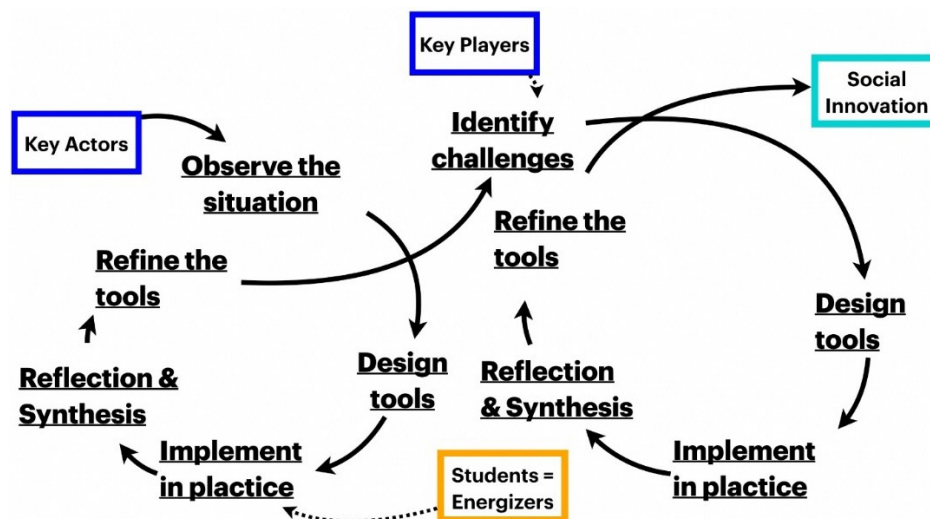 Key Players
Key Actors
Social
Innovation
Observe the
situation
Identify
challenges
Refine the
tools
Refine the
tools
Design
tools
Design
tools
Reflection &
Synthesis
Reflection
& Synthesis
Implement
in plactice
Students =
Energizers
Implement
in plactice